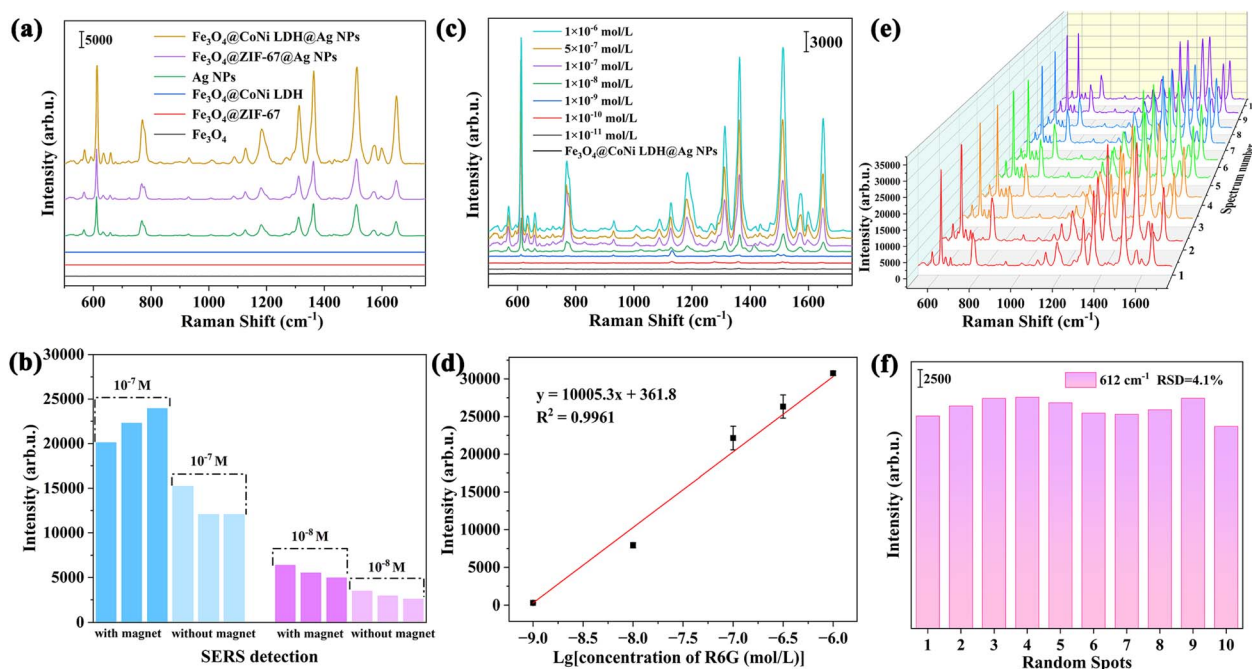 (a)
5000
Fe3O4@CoNi LDH@Ag NPs
Fe3O4@ZIF-67@Ag NPs
Ag NPs
Fe3O4@CoNi LDH
Fe3O4@ZIF-67
Fe3O4
Intensity (arb.u.)
600 800 1000 1200 1400 1600
Raman Shift (cm-1)
(c)
1×10-6 mol/L
5×10-7 mol/L
1×10-7 mol/L
1×10-8 mol/L
1×10-9 mol/L
1×10-10 mol/L
1×10-11 mol/L
Fe3O4@CoNi LDH@Ag NPs
3000
Intensity (arb.u.)
600 800 1000 1200 1400 1600
Raman Shift (cm-1)
(e)
35000
30000
25000
20000
15000
10000
5000
0
Intensity (arb.u.)
600 800 1000 1200 1400 1600
Raman Shift (cm-1)
1
2
3
4
5
6
7
8
9
Spectrum number
(b)
30000
25000
20000
15000
10000
5000
0
Intensity (arb.u.)
10-7 M
10-7 M
10-8 M
10-8 M
with magnet without magnet with magnet without magnet
SERS detection
(d)
y = 10005.3x + 361.8
R2 = 0.9961
30000
25000
20000
15000
10000
5000
0
Intensity (arb.u.)
−9.0 −8.5 −8.0 −7.5 −7.0 −6.5 −6.0
Lg[concentration of R6G (mol/L)]
(f)
2500
612 cm-1 RSD=4.1%
Intensity (arb.u.)
1 2 3 4 5 6 7 8 9 10
Random Spots